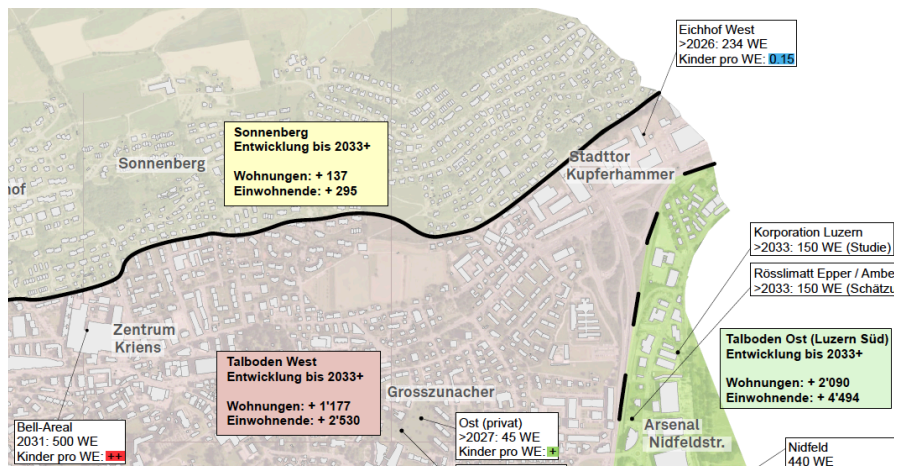 Eichhof West
>2026: 234 WE
Kinder pro WE: 0.15
Sonnenberg
Entwicklung bis 2033+
Wohnungen: + 137
Einwohnende: + 295
Sonnenberg
hof
Stadttor
Kupferhammer
Korporation Luzern
>2033: 150 WE (Studie)
Rösslimatt Epper / Ambe
>2033: 150 WE (Schätzu
Zentrum
Kriens
Talboden West
Entwicklung bis 2033+
Wohnungen: + 1'177
Einwohnende: + 2'530
Talboden Ost (Luzern Süd)
Entwicklung bis 2033+
Wohnungen: + 2'090
Einwohnende: + 4'494
Grosszunacher
Bell-Areal
2031: 500 WE
Kinder pro WE: ++
Ost (privat)
>2027: 45 WE
Kinder pro WE: +
Arsenal
Nidfeldstr.
Nidfeld
440 WE